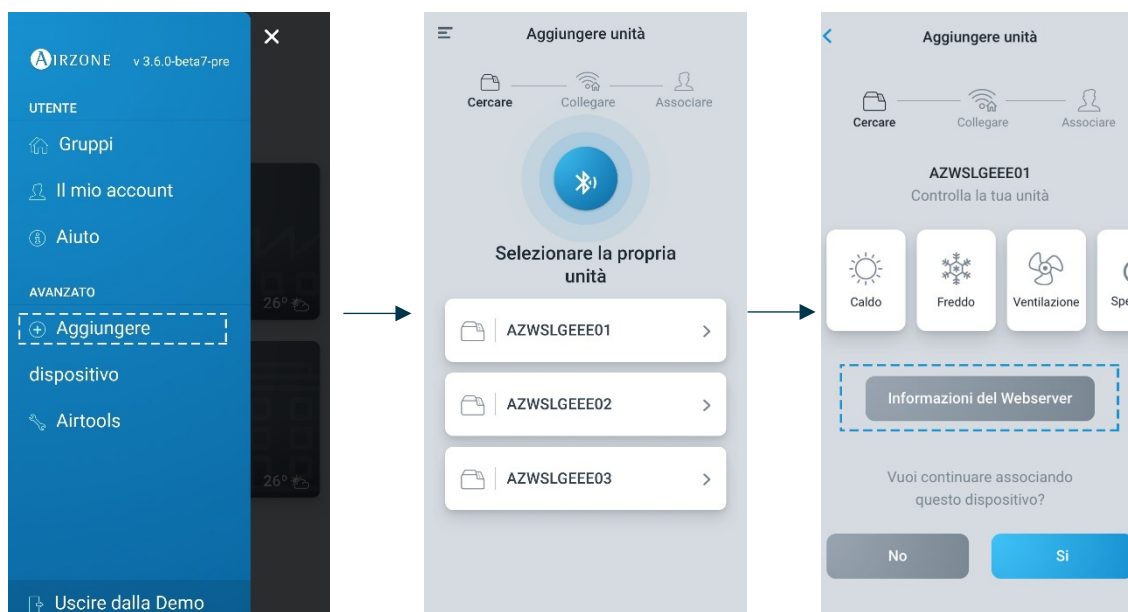 AIRZONE v 3.6.0-beta7-pre
UTENTE
Gruppi
Il mio account
Aiuto
AVANZATO
Aggiungere
dispositivo
Airtools
Uscire dalla Demo
26°
26°
Aggiungere unità
Cercare Collegare Associare
Selezionare la propria
unità
AZWSLGEEE01
AZWSLGEEE02
AZWSLGEEE03
Aggiungere unità
Cercare Collegare Associare
AZWSLGEEE01
Controlla la tua unità
Caldo Freddo Ventilazione Spe
Informazioni del Webserver
Vuoi continuare associando
questo dispositivo?
No Si